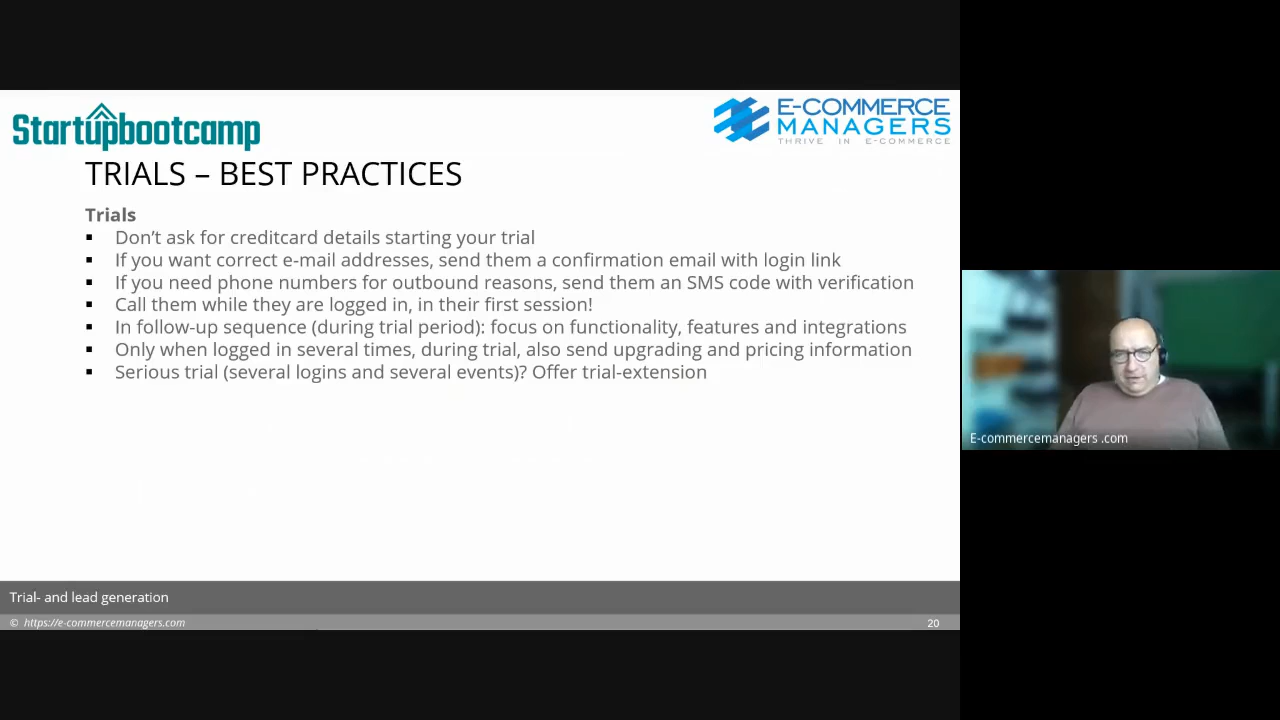 Startupbootcamp
E-COMMERCE
MANAGERS
THRIVE IN E-COMMERCE
TRIALS – BEST PRACTICES
Trials
▪ Don’t ask for creditcard details starting your trial
▪ If you want correct e-mail addresses, send them a confirmation email with login link
▪ If you need phone numbers for outbound reasons, send them an SMS code with verification
▪ Call them while they are logged in, in their first session!
▪ In follow-up sequence (during trial period): focus on functionality, features and integrations
▪ Only when logged in several times, during trial, also send upgrading and pricing information
▪ Serious trial (several logins and several events)? Offer trial-extension
E-commercemanagers .com
Trial- and lead generation
© https://e-commercemanagers.com
20